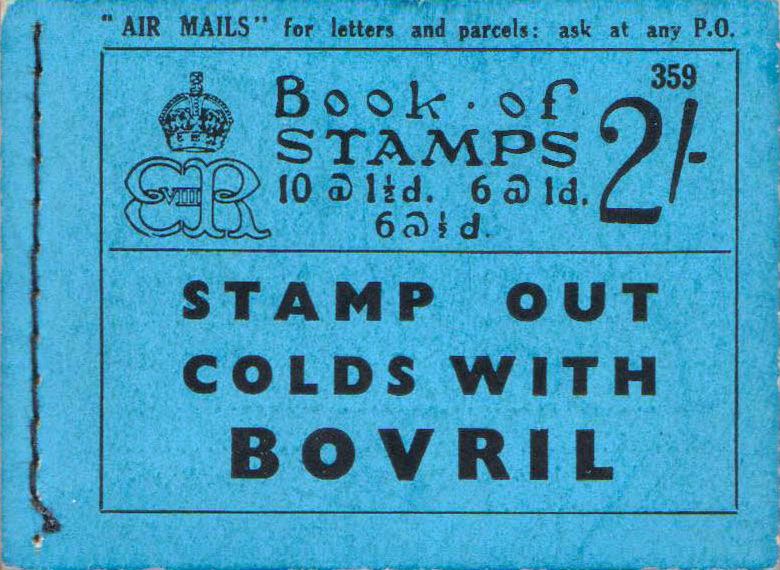 "AIR MAILS" for letters and parcels: ask at any P.O.
359
Book · of
STAMPS
2/-
10 @ 1½d. 6 @ 1d.
6 @ ½d.
EVIIIR
STAMP OUT
COLDS WITH
BOVRIL